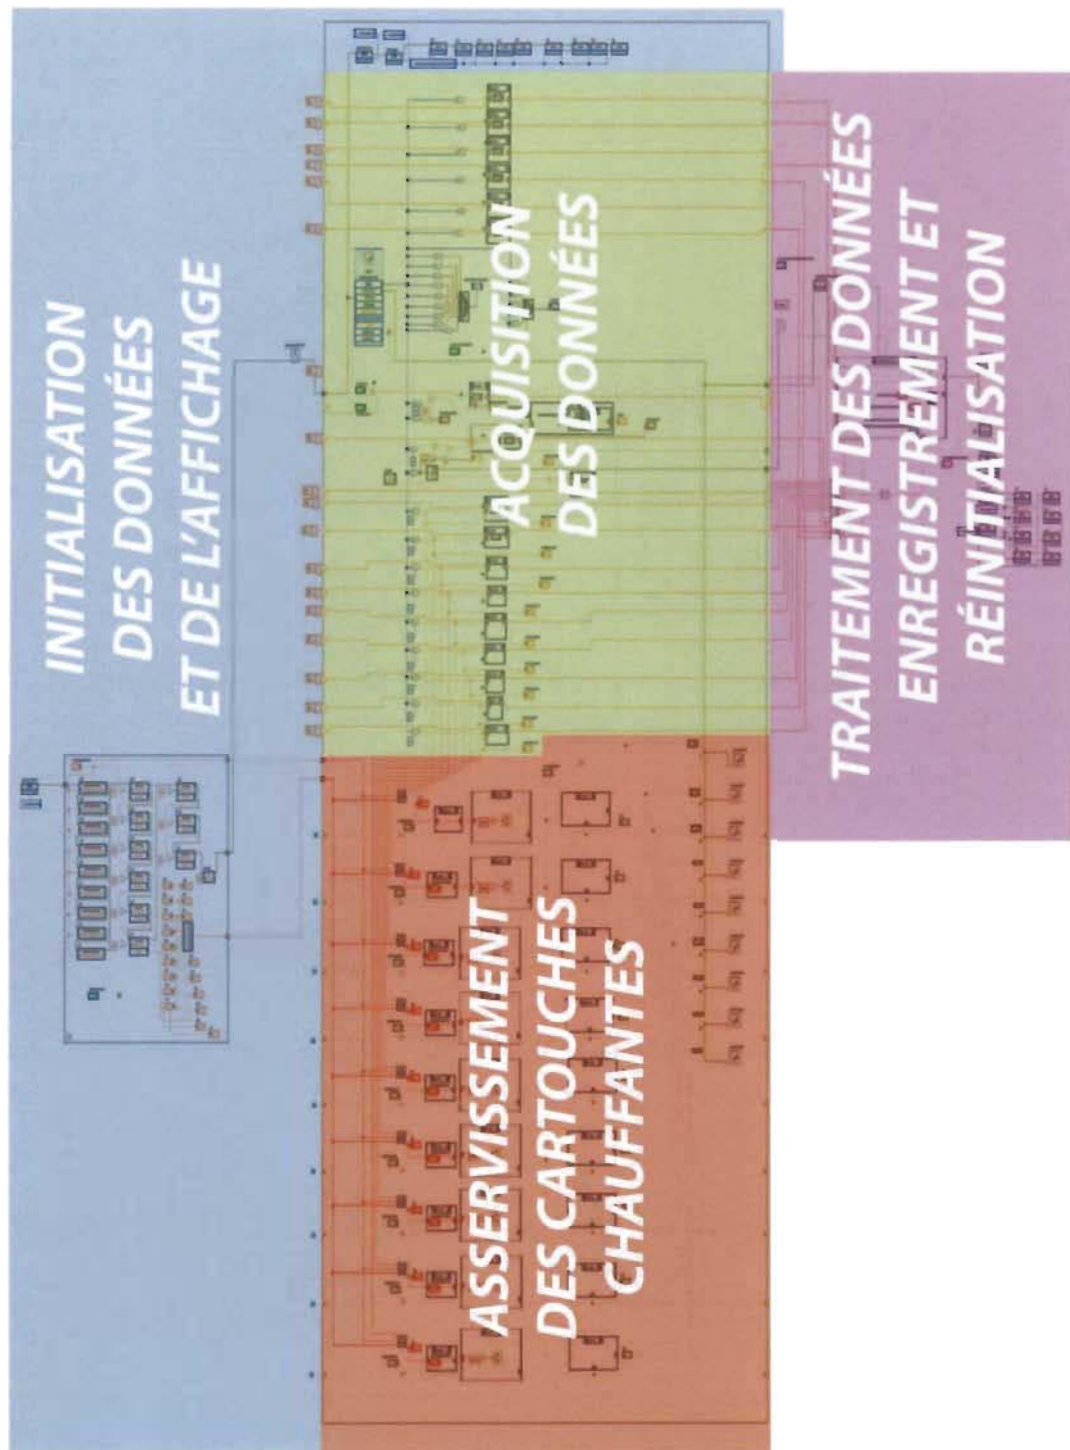 INITIALISATION
DES DONNÉES
ET DE L'AFFICHAGE
ACQUISITION
DES DONNÉES
TRAITEMENT DES DONNÉES
ENREGISTREMENT ET
RÉINITIALISATION
ASSERVISSEMENT
DES CARTOUCHES
CHAUFFANTES